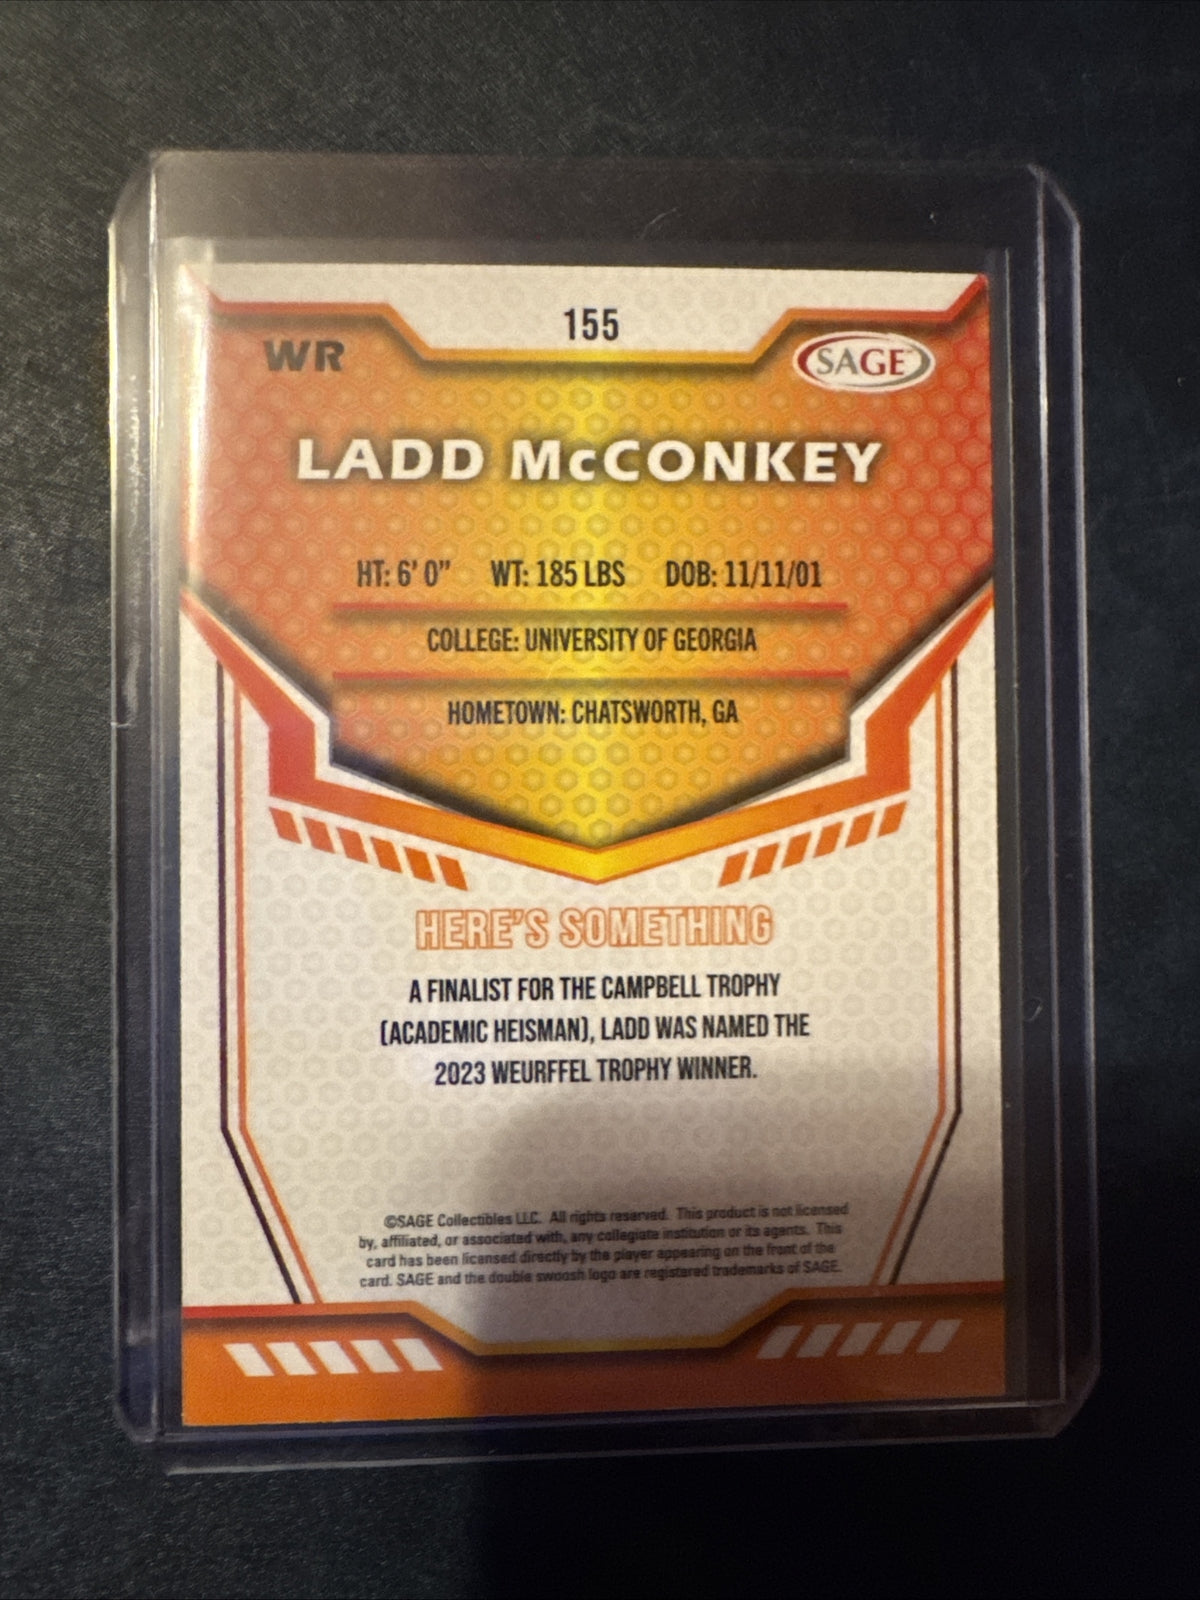 155
WR
SAGE™
LADD McCONKEY
HT: 6' 0" WT: 185 LBS DOB: 11/11/01
COLLEGE: UNIVERSITY OF GEORGIA
HOMETOWN: CHATSWORTH, GA
HERE'S SOMETHING
A FINALIST FOR THE CAMPBELL TROPHY
(ACADEMIC HEISMAN), LADD WAS NAMED THE
2023 WEURFFEL TROPHY WINNER.
©SAGE Collectibles LLC. All rights reserved. This product is not licensed
by, affiliated, or associated with, any collegiate institution or its agents. This
card has been licensed directly by the player appearing on the front of the
card. SAGE and the double swoosh logo are registered trademarks of SAGE.